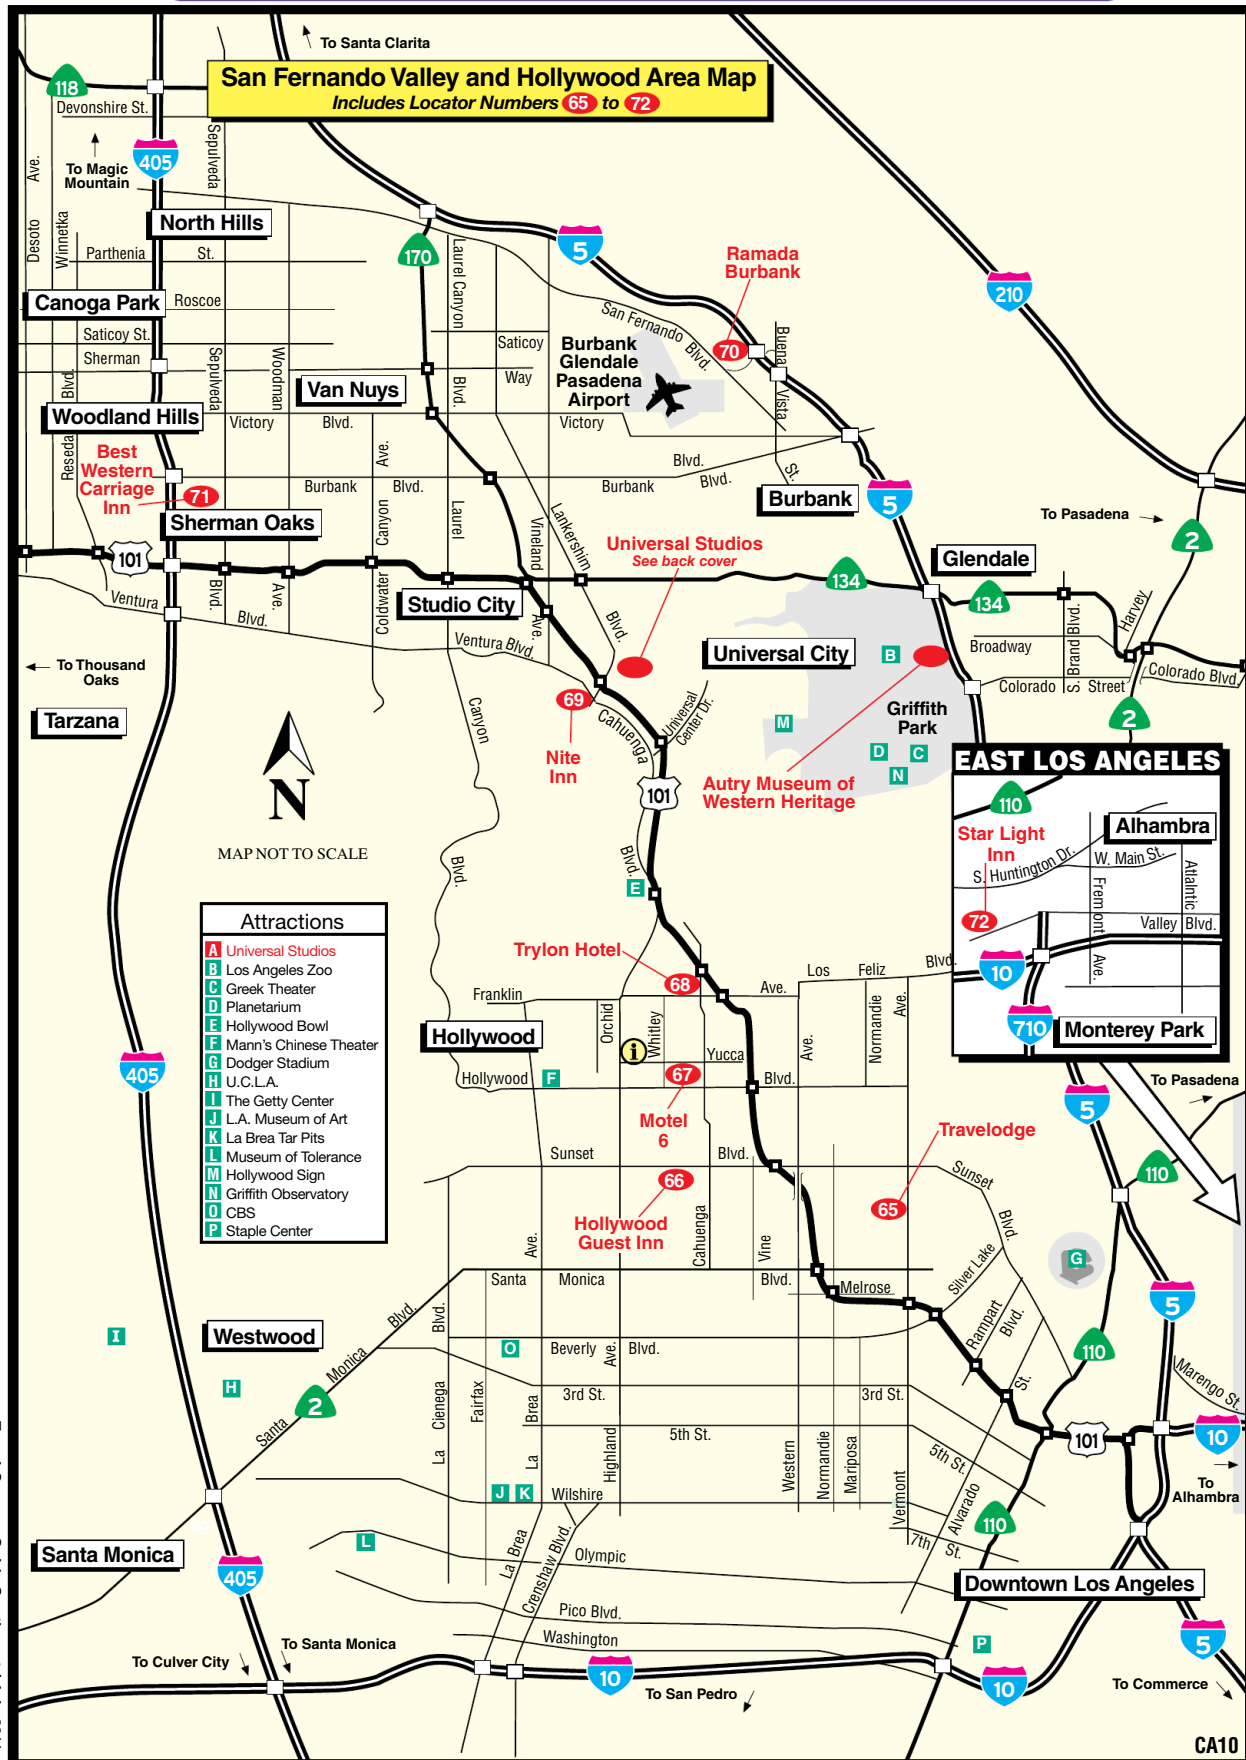 To Santa Clarita
San Fernando Valley and Hollywood Area Map
Includes Locator Numbers 65 to 72
118
Devonshire St.
405
To Magic
Mountain
Sepulveda
Ave.
Desoto
Winnetka
North Hills
Parthenia St.
170
Laurel Canyon
5
Ramada
Burbank
210
Canoga Park
Roscoe
Saticoy St.
Sherman
Saticoy
Way
San Fernando Blvd.
70
Buena
Vista
St.
Burbank
Glendale
Pasadena
Airport
Blvd.
Reseda
Sepulveda
Woodman
Van Nuys
Blvd.
Woodland Hills
Victory Blvd.
Victory
Blvd.
Best
Western
Carriage
Inn
71
Ave.
Burbank Blvd.
Burbank
Blvd.
Burbank
5
Sherman Oaks
Canyon
Coldwater
Laurel
Vineland
Ave.
Lankershim
Blvd.
Universal Studios
See back cover
To Pasadena
2
Glendale
101
134
134
Ventura
Blvd.
Blvd.
Ave.
Studio City
Ventura Blvd.
Harvey
S. Brand Blvd.
Broadway
Universal City
B
Colorado Street
Colorado Blvd.
To Thousand
Oaks
69
Tarzana
Canyon
Blvd.
Cahuenga
Blvd.
Universal
Center Dr.
M
Griffith
Park
D
C
N
2
Nite
Inn
Autry Museum of
Western Heritage
101
N
MAP NOT TO SCALE
EAST LOS ANGELES
110
Alhambra
Star Light
Inn
S. Huntington Dr.
W. Main St.
Fremont
Ave.
Atlalntic
72
Valley Blvd.
10
710
Monterey Park
E
Attractions
A Universal Studios
B Los Angeles Zoo
C Greek Theater
D Planetarium
E Hollywood Bowl
F Mann's Chinese Theater
G Dodger Stadium
H U.C.L.A.
I The Getty Center
J L.A. Museum of Art
K La Brea Tar Pits
L Museum of Tolerance
M Hollywood Sign
N Griffith Observatory
O CBS
P Staple Center
Trylon Hotel
68
Los Feliz Blvd.
Franklin
Ave.
Hollywood
Orchid
i
Whitley
Yucca
Ave.
Normandie
Ave.
405
Hollywood
F
67
Blvd.
Motel
6
5
To Pasadena
Travelodge
Sunset
Blvd.
Sunset
Blvd.
110
66
65
Hollywood
Guest Inn
Ave.
Cahuenga
Vine
G
Santa Monica
Blvd.
Melrose
Silver Lake
Rampart
Blvd.
5
I
Westwood
Blvd.
Blvd.
O
Beverly
Ave.
Blvd.
110
Monica
H
2
Santa
3rd St.
3rd St.
St.
Marengo St.
La
Cienega
Fairfax
La
Brea
Highland
5th St.
Western
Normandie
Mariposa
Vermont
5th St.
Alvarado
101
10
To
Alhambra
J
K
Wilshire
110
7th St.
Santa Monica
L
405
La Brea
Crenshaw Blvd.
Olympic
Downtown Los Angeles
Pico Blvd.
Washington
P
5
To Santa Monica
To Culver City
10
To San Pedro
10
To Commerce
CA10